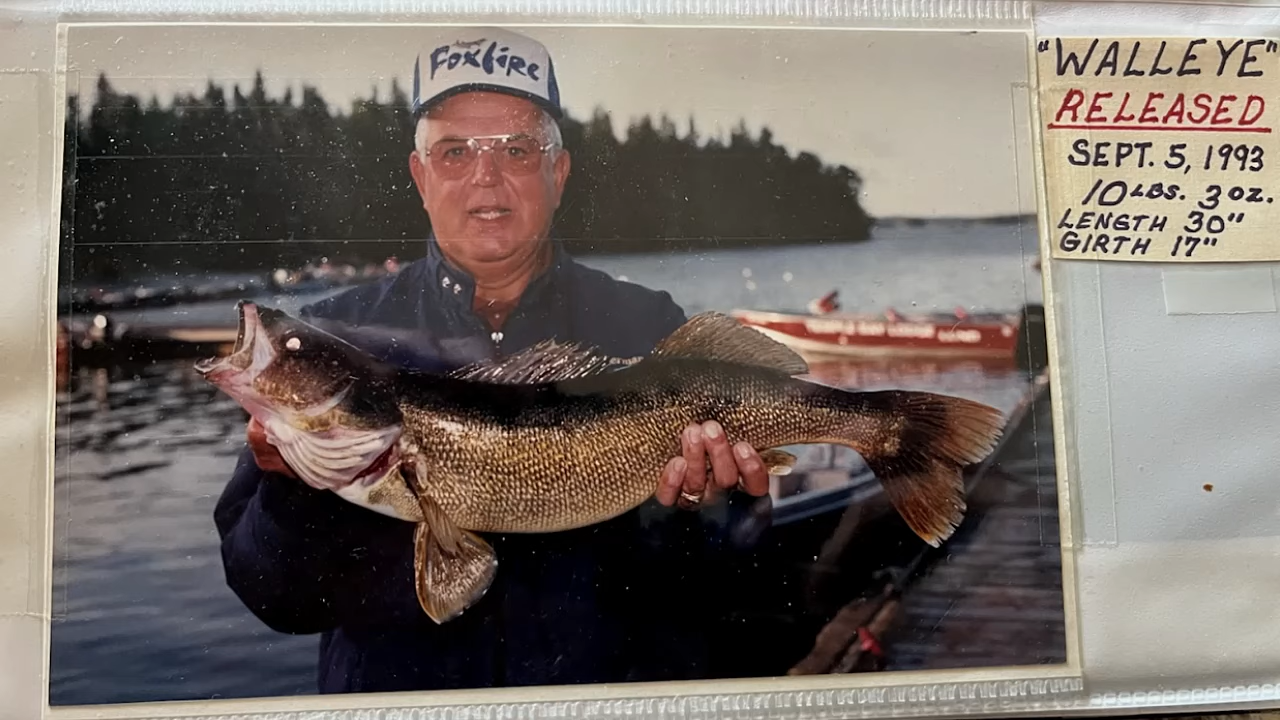 Foxfire
"WALLEYE"
RELEASED
SEPT. 5, 1993
10 LBS. 3 OZ.
LENGTH 30"
GIRTH 17"